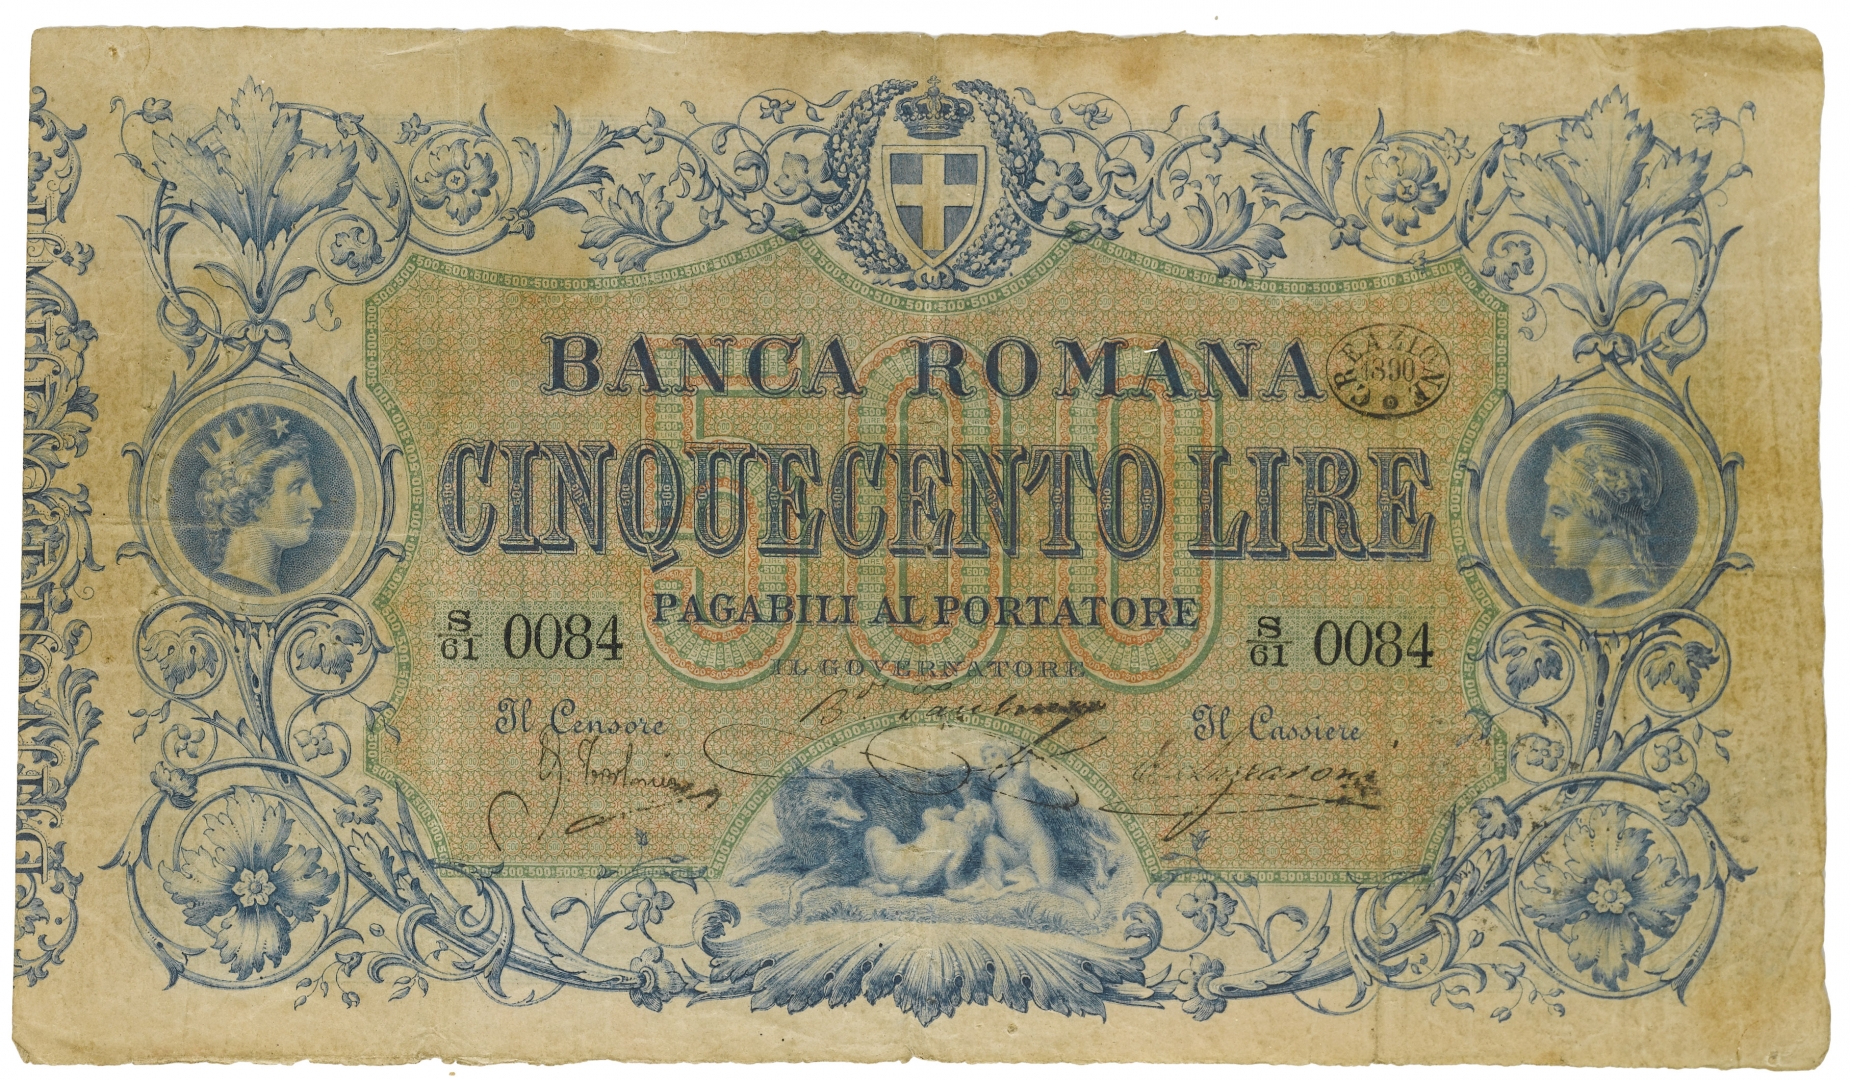 BANCA ROMANA
CREAZIONE
1890
CINQUECENTO LIRE
500
PAGABILI AL PORTATORE
S/61 0084
S/61 0084
IL GOVERNATORE
Il Censore
Il Cassiere